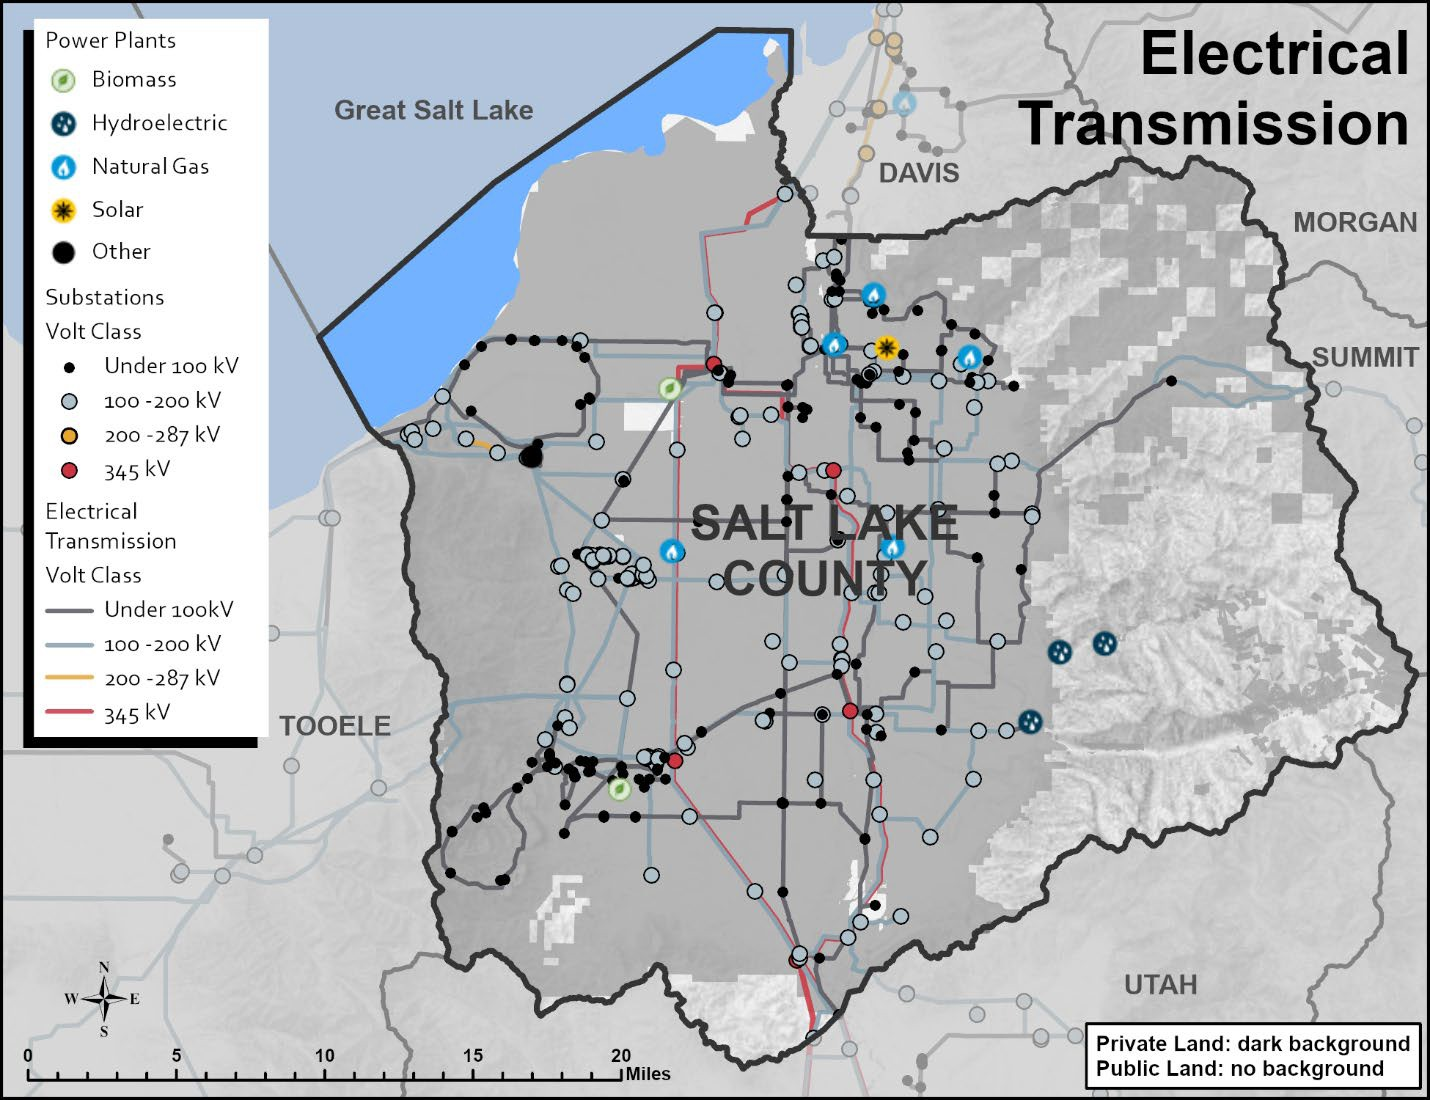 Electrical
Transmission
Power Plants
Biomass
Hydroelectric
Natural Gas
Solar
Other
Substations
Volt Class
Under 100 kV
100 -200 kV
200 -287 kV
345 kV
Electrical
Transmission
Volt Class
Under 100kV
100 -200 kV
200 -287 kV
345 kV
Great Salt Lake
DAVIS
MORGAN
SUMMIT
SALT LAKE
COUNTY
TOOELE
UTAH
N
W E
S
0 5 10 15 20
Miles
Private Land: dark background
Public Land: no background